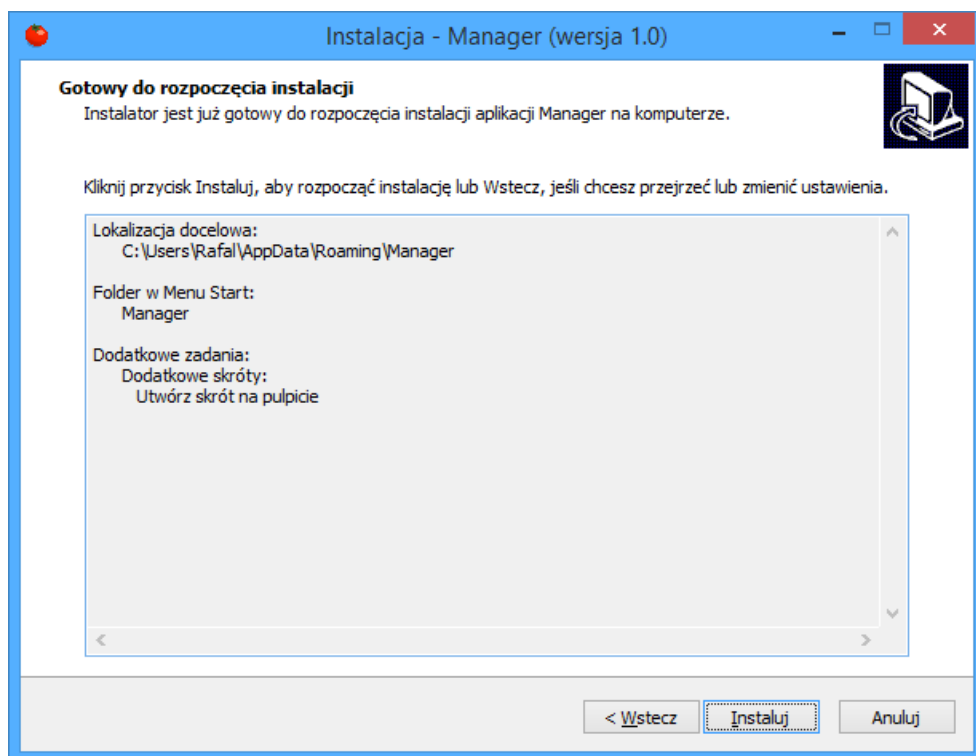 Instalacja - Manager (wersja 1.0)
Gotowy do rozpoczęcia instalacji
Instalator jest już gotowy do rozpoczęcia instalacji aplikacji Manager na komputerze.
Kliknij przycisk Instaluj, aby rozpocząć instalację lub Wstecz, jeśli chcesz przejrzeć lub zmienić ustawienia.
Lokalizacja docelowa:
C:\Users\Rafal\AppData\Roaming\Manager
Folder w Menu Start:
Manager
Dodatkowe zadania:
Dodatkowe skróty:
Utwórz skrót na pulpicie
< Wstecz Instaluj Anuluj